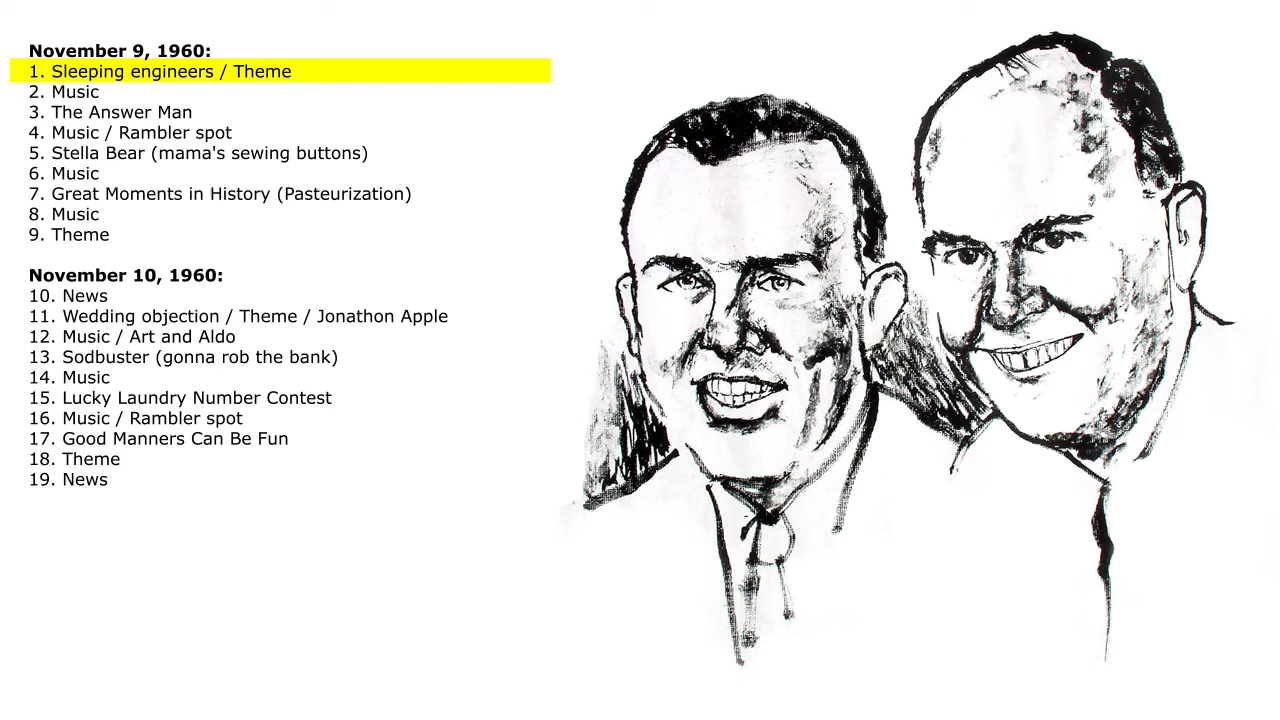 November 9, 1960:
1. Sleeping engineers / Theme
2. Music
3. The Answer Man
4. Music / Rambler spot
5. Stella Bear (mama's sewing buttons)
6. Music
7. Great Moments in History (Pasteurization)
8. Music
9. Theme
November 10, 1960:
10. News
11. Wedding objection / Theme / Jonathon Apple
12. Music / Art and Aldo
13. Sodbuster (gonna rob the bank)
14. Music
15. Lucky Laundry Number Contest
16. Music / Rambler spot
17. Good Manners Can Be Fun
18. Theme
19. News